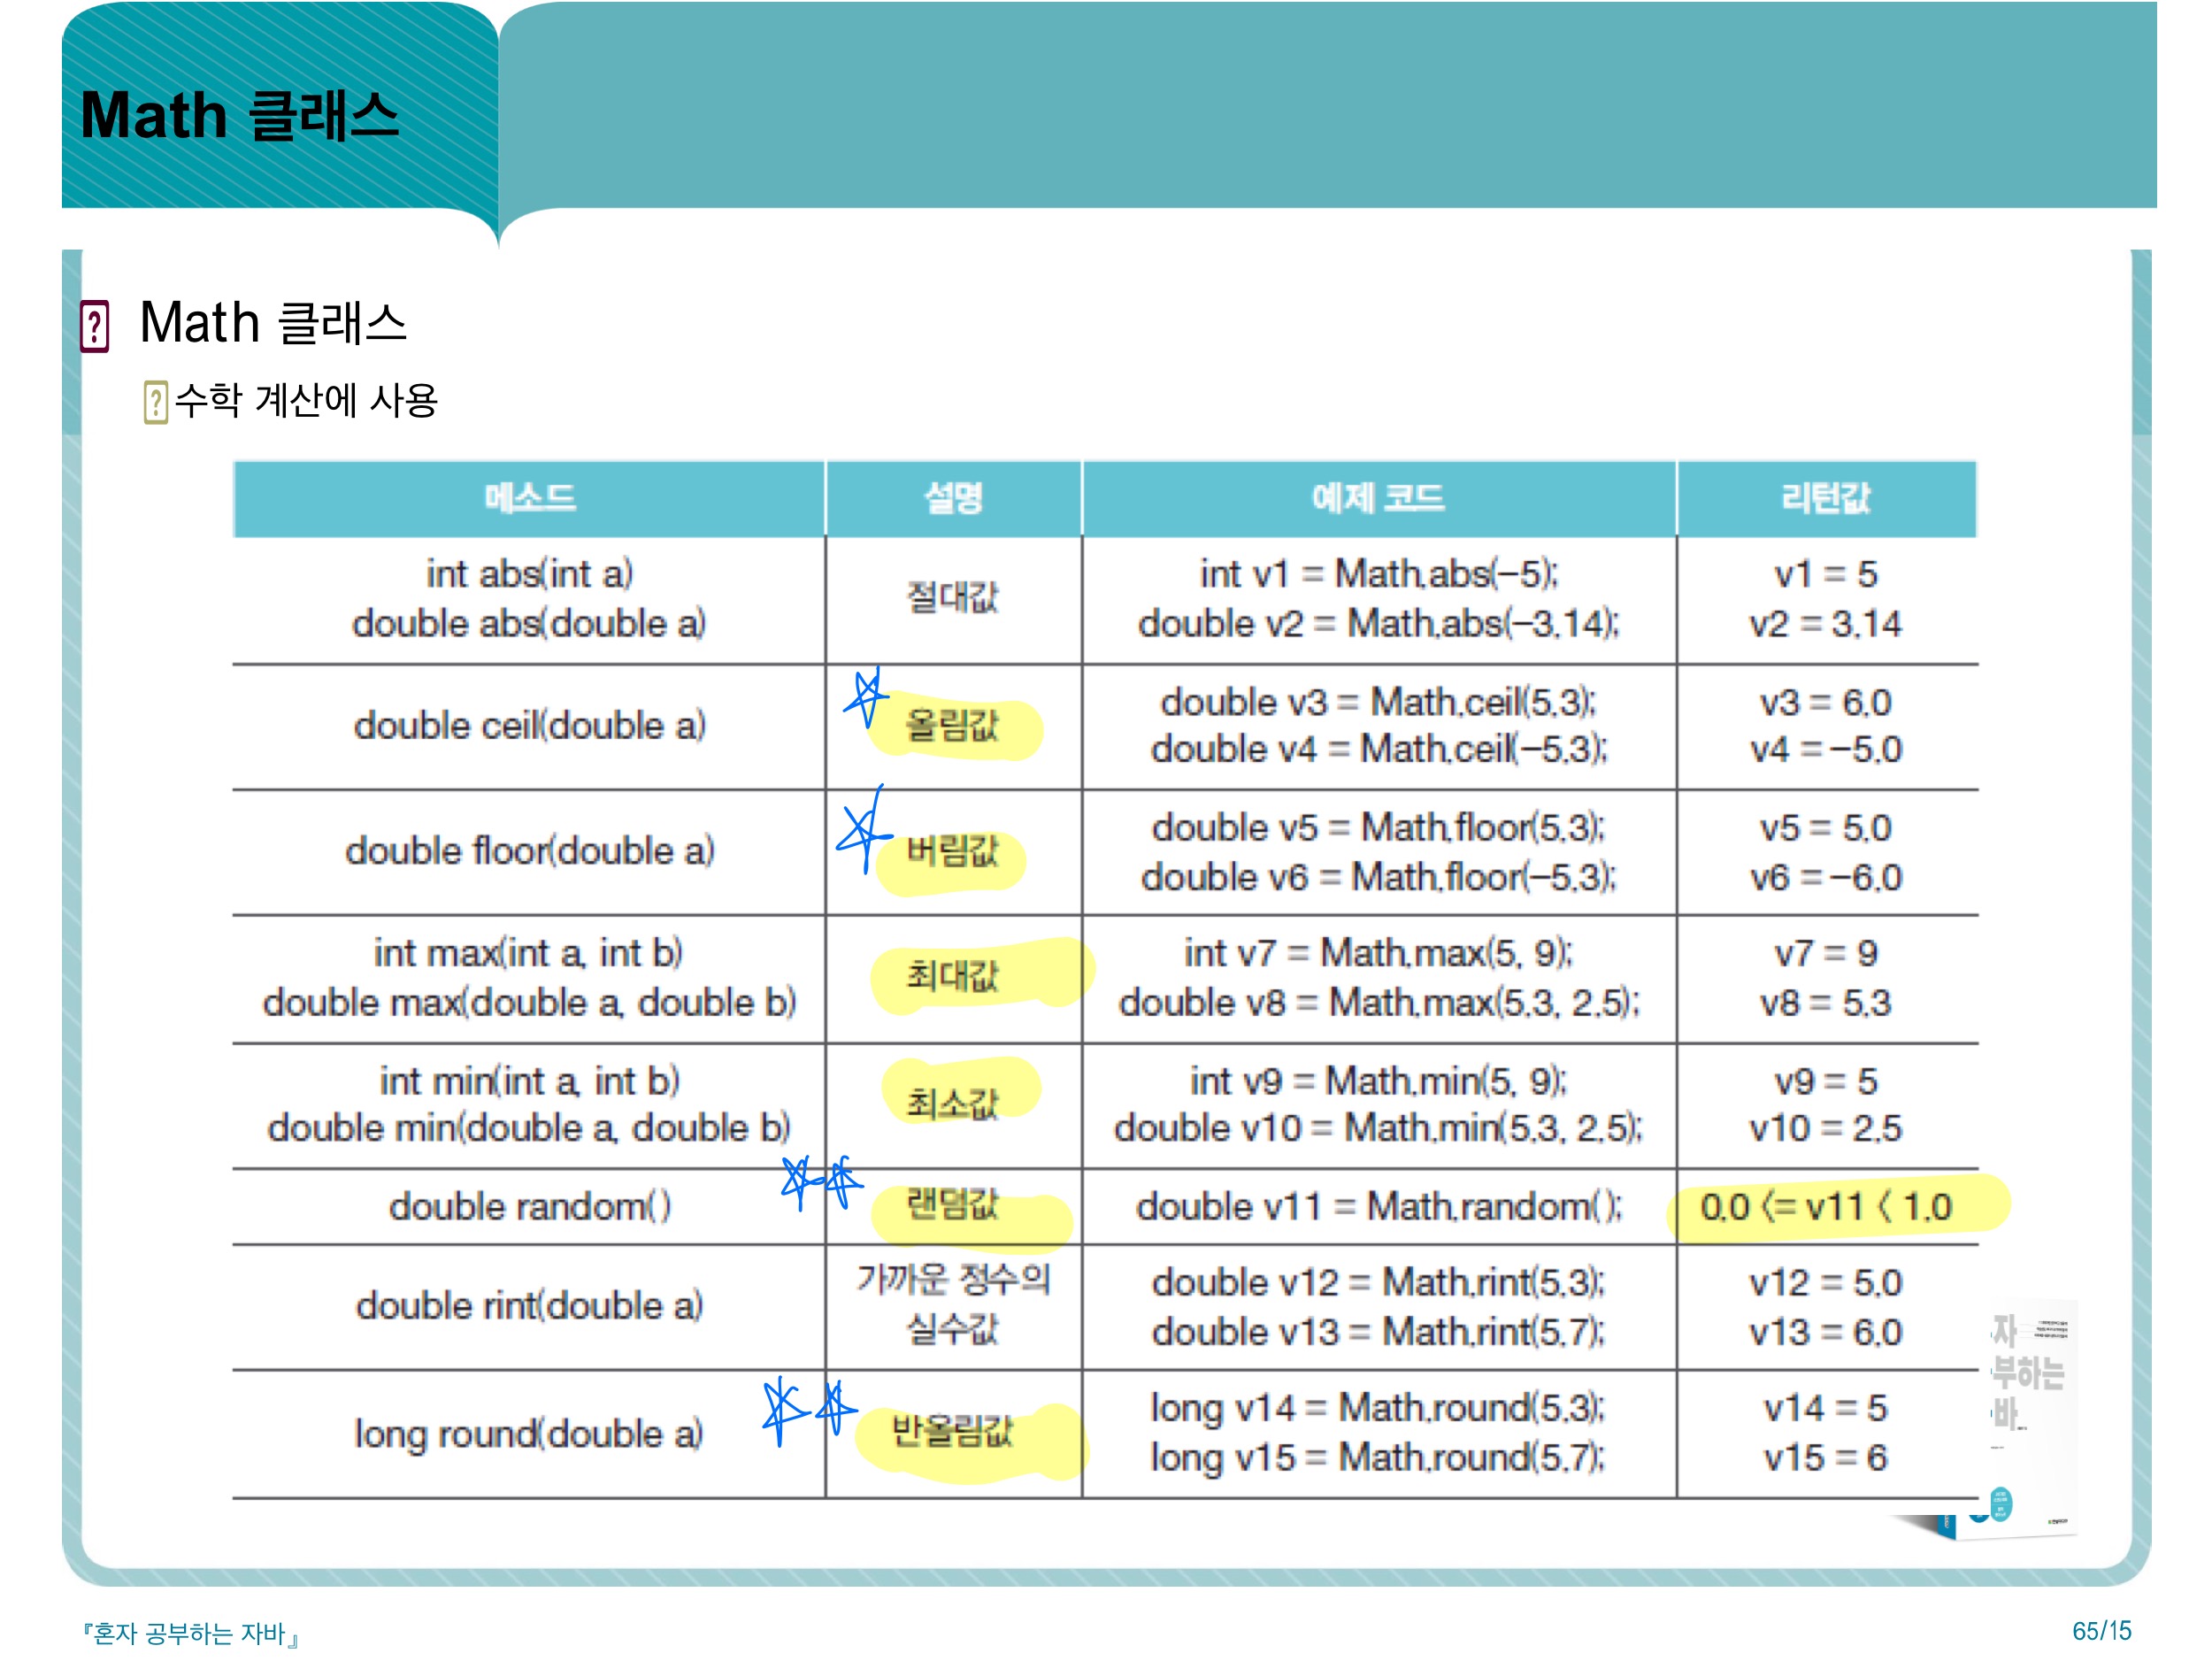 Math 클래스
Math 클래스
수학 계산에 사용
메소드 설명 예제 코드 리턴값
int abs(int a)
double abs(double a)
절대값
int v1 = Math.abs(-5);
double v2 = Math.abs(-3.14);
v1 = 5
v2 = 3.14
double ceil(double a)
올림값
double v3 = Math.ceil(5.3);
double v4 = Math.ceil(-5.3);
v3 = 6.0
v4 = -5.0
double floor(double a)
버림값
double v5 = Math.floor(5.3);
double v6 = Math.floor(-5.3);
v5 = 5.0
v6 = -6.0
int max(int a, int b)
double max(double a, double b)
최대값
int v7 = Math.max(5, 9);
double v8 = Math.max(5.3, 2.5);
v7 = 9
v8 = 5.3
int min(int a, int b)
double min(double a, double b)
최소값
int v9 = Math.min(5, 9);
double v10 = Math.min(5.3, 2.5);
v9 = 5
v10 = 2.5
double random()
랜덤값
double v11 = Math.random();
0.0 <= v11 < 1.0
double rint(double a)
가까운 정수의
실수값
double v12 = Math.rint(5.3);
double v13 = Math.rint(5.7);
v12 = 5.0
v13 = 6.0
long round(double a)
반올림값
long v14 = Math.round(5.3);
long v15 = Math.round(5.7);
v14 = 5
v15 = 6
자
부하는
바
『혼자 공부하는 자바』
65/15